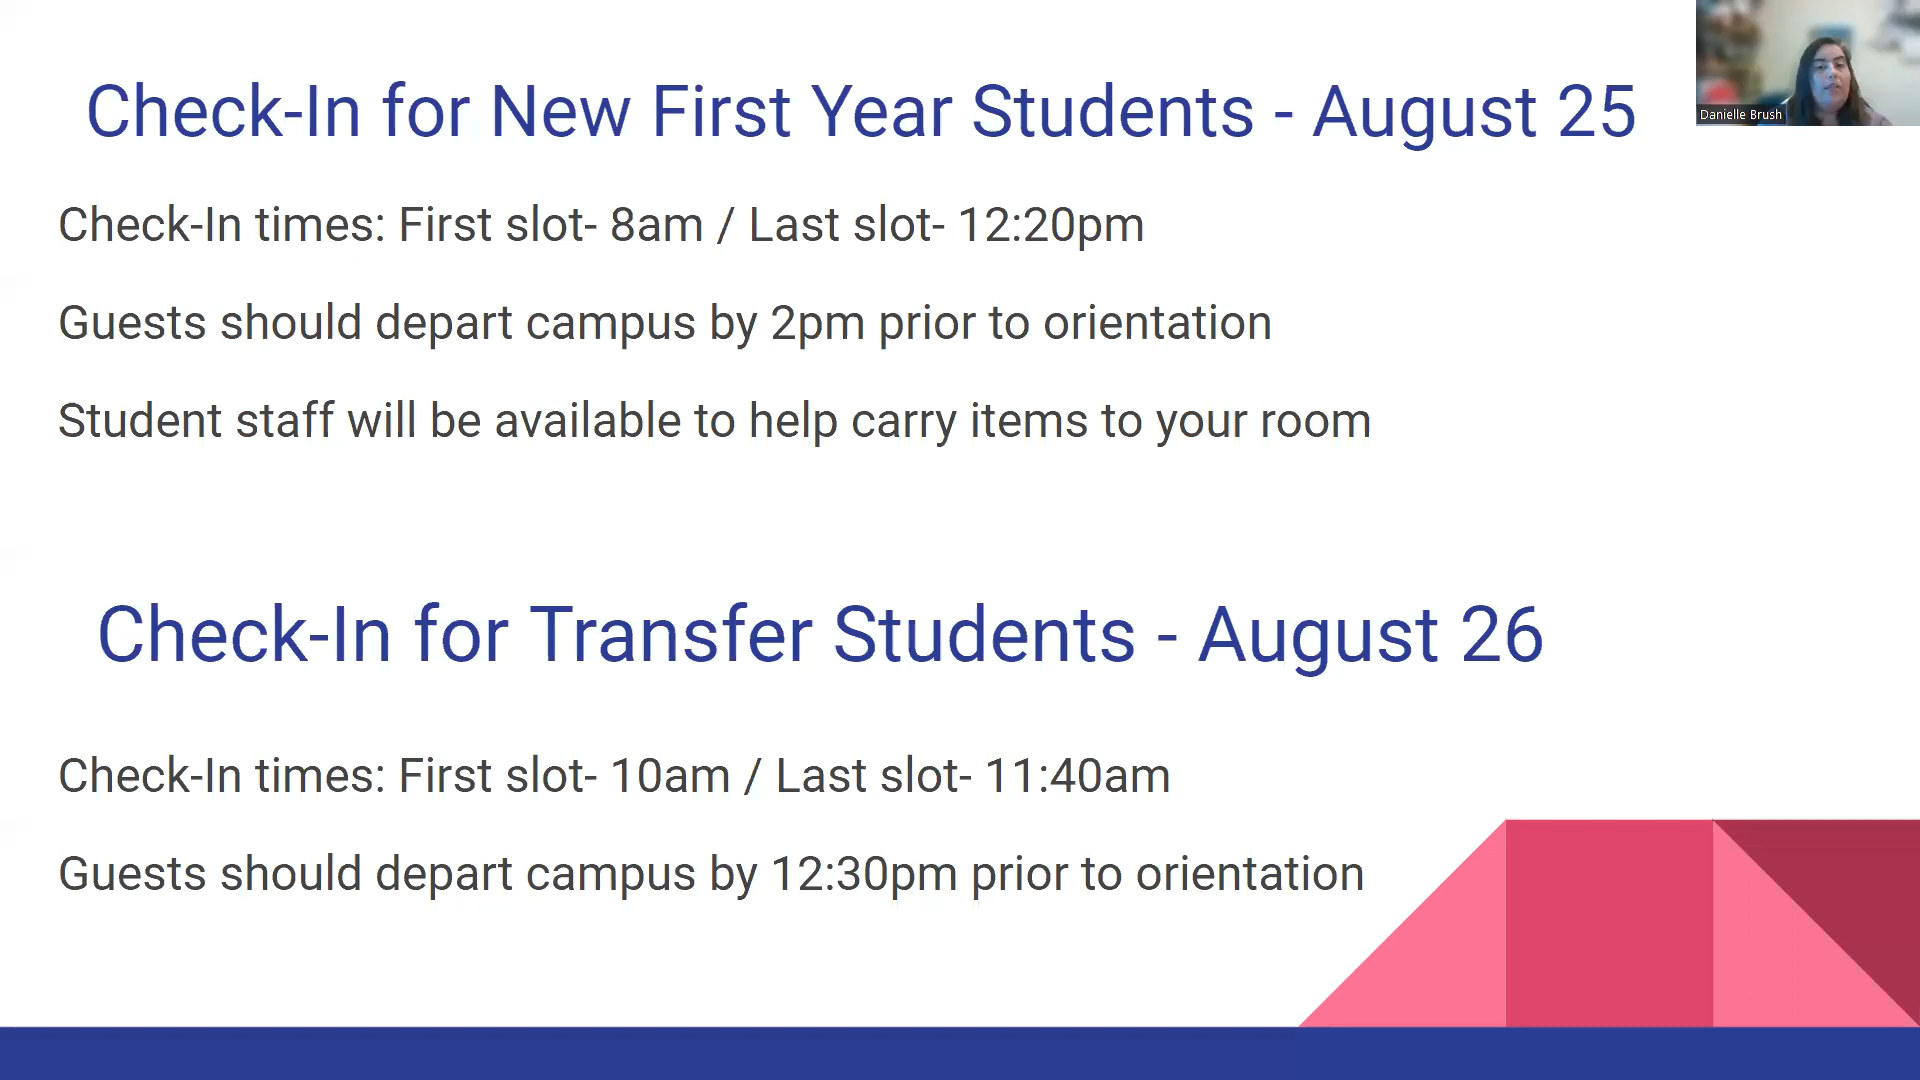 Check-In for New First Year Students - August 25
Danielle Brush
Check-In times: First slot- 8am / Last slot- 12:20pm
Guests should depart campus by 2pm prior to orientation
Student staff will be available to help carry items to your room
Check-In for Transfer Students - August 26
Check-In times: First slot- 10am / Last slot- 11:40am
Guests should depart campus by 12:30pm prior to orientation